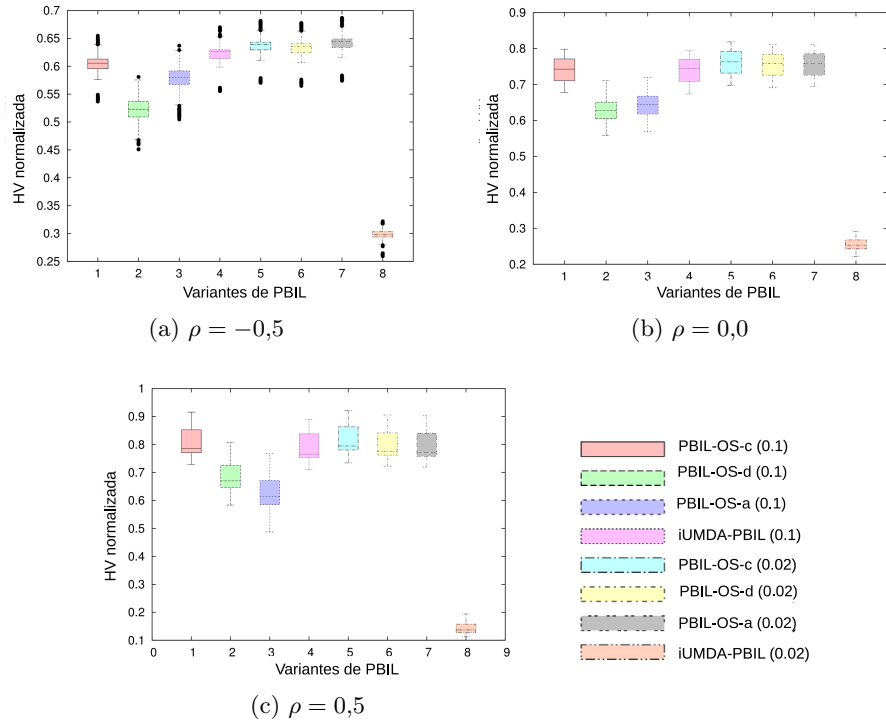 0.7
0.65
0.6
0.55
0.5
0.45
0.4
0.35
0.3
0.25
HV normalizada
1 2 3 4 5 6 7 8
Variantes de PBIL
(a) ρ = −0,5
0.9
0.8
0.7
0.6
0.5
0.4
0.3
0.2
HV normalizada
1 2 3 4 5 6 7 8
Variantes de PBIL
(b) ρ = 0,0
1
0.9
0.8
0.7
0.6
0.5
0.4
0.3
0.2
0.1
HV normalizada
0 1 2 3 4 5 6 7 8 9
Variantes de PBIL
(c) ρ = 0,5
PBIL-OS-c (0.1)
PBIL-OS-d (0.1)
PBIL-OS-a (0.1)
iUMDA-PBIL (0.1)
PBIL-OS-c (0.02)
PBIL-OS-d (0.02)
PBIL-OS-a (0.02)
iUMDA-PBIL (0.02)